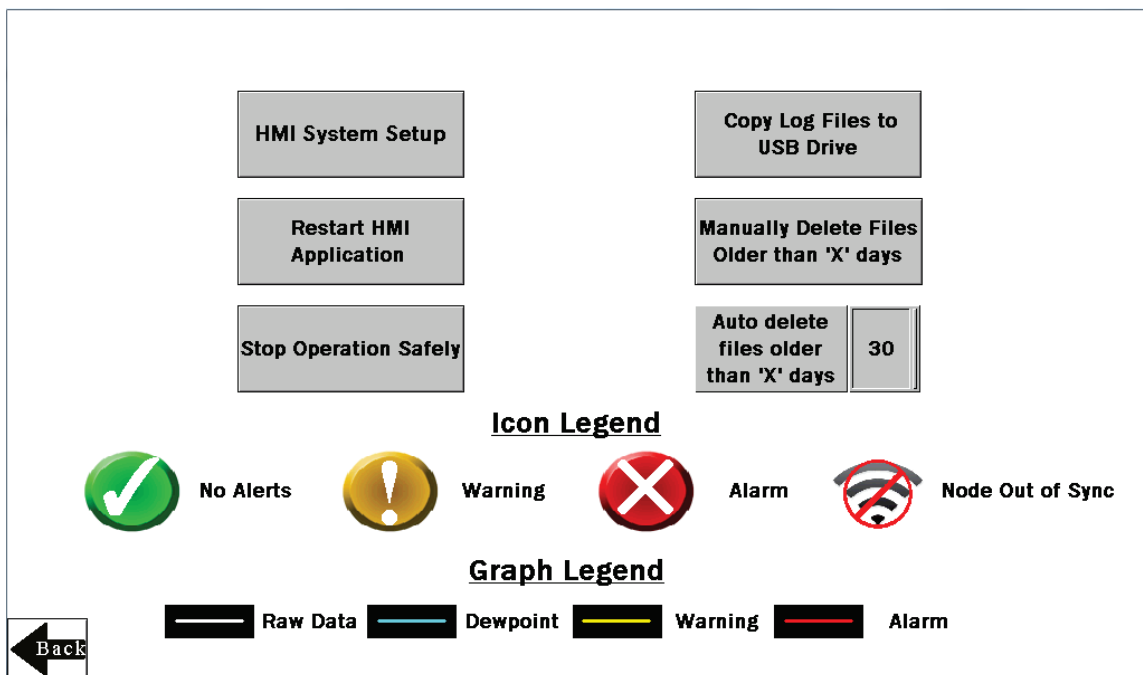 HMI System Setup
Copy Log Files to
USB Drive
Restart HMI
Application
Manually Delete Files
Older than 'X' days
Stop Operation Safely
Auto delete
files older
than 'X' days
30
Icon Legend
No Alerts
Warning
Alarm
Node Out of Sync
Graph Legend
Raw Data
Dewpoint
Warning
Alarm
Back